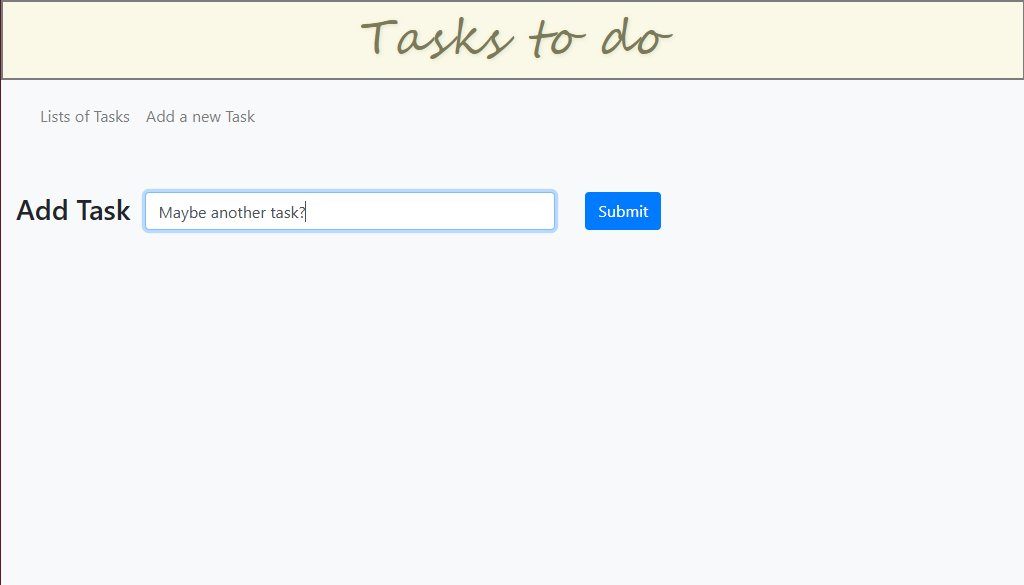 Tasks to do
Lists of Tasks Add a new Task
Add Task Maybe another task? Submit